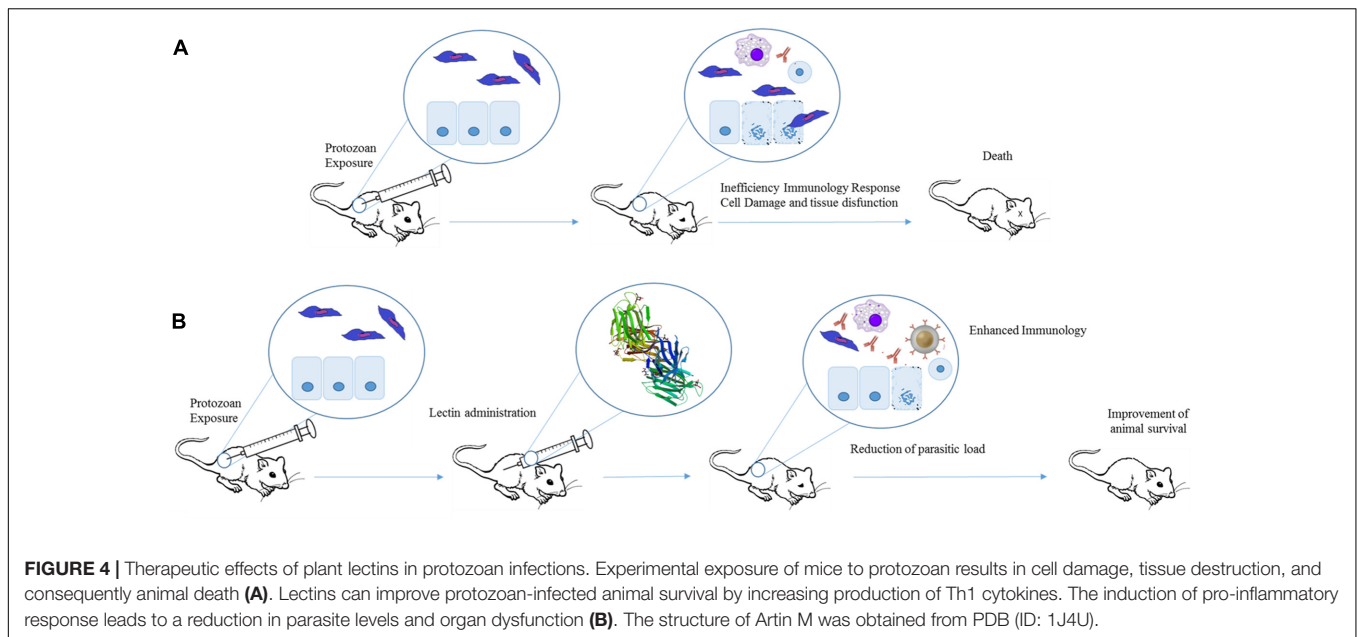 A
Protozoan
Exposure
Inefficiency Immunology Response
Cell Damage and tissue disfunction
Death
x
B
Protozoan
Exposure
Lectin administration
Enhanced Immunology
Reduction of parasitic load
Improvement of
animal survival
FIGURE 4 | Therapeutic effects of plant lectins in protozoan infections. Experimental exposure of mice to protozoan results in cell damage, tissue destruction, and
consequently animal death (A). Lectins can improve protozoan-infected animal survival by increasing production of Th1 cytokines. The induction of pro-inflammatory
response leads to a reduction in parasite levels and organ dysfunction (B). The structure of Artin M was obtained from PDB (ID: 1J4U).